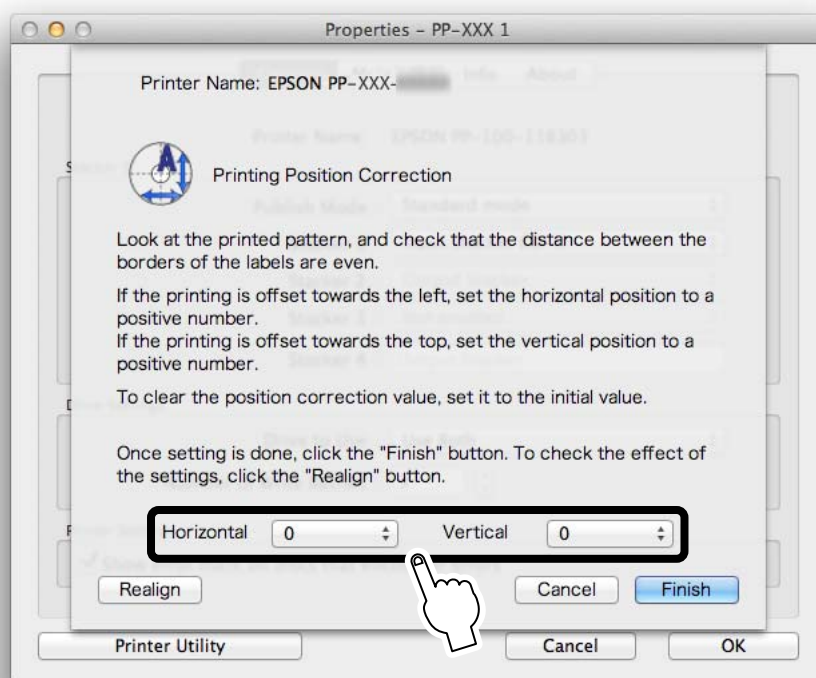 Properties – PP-XXX 1
Printer Name: EPSON PP-XXX-
Printing Position Correction
Look at the printed pattern, and check that the distance between the
borders of the labels are even.
If the printing is offset towards the left, set the horizontal position to a
positive number.
If the printing is offset towards the top, set the vertical position to a
positive number.
To clear the position correction value, set it to the initial value.
Once setting is done, click the "Finish" button. To check the effect of
the settings, click the "Realign" button.
Horizontal 0 Vertical 0
Realign Cancel Finish
Printer Utility Cancel OK